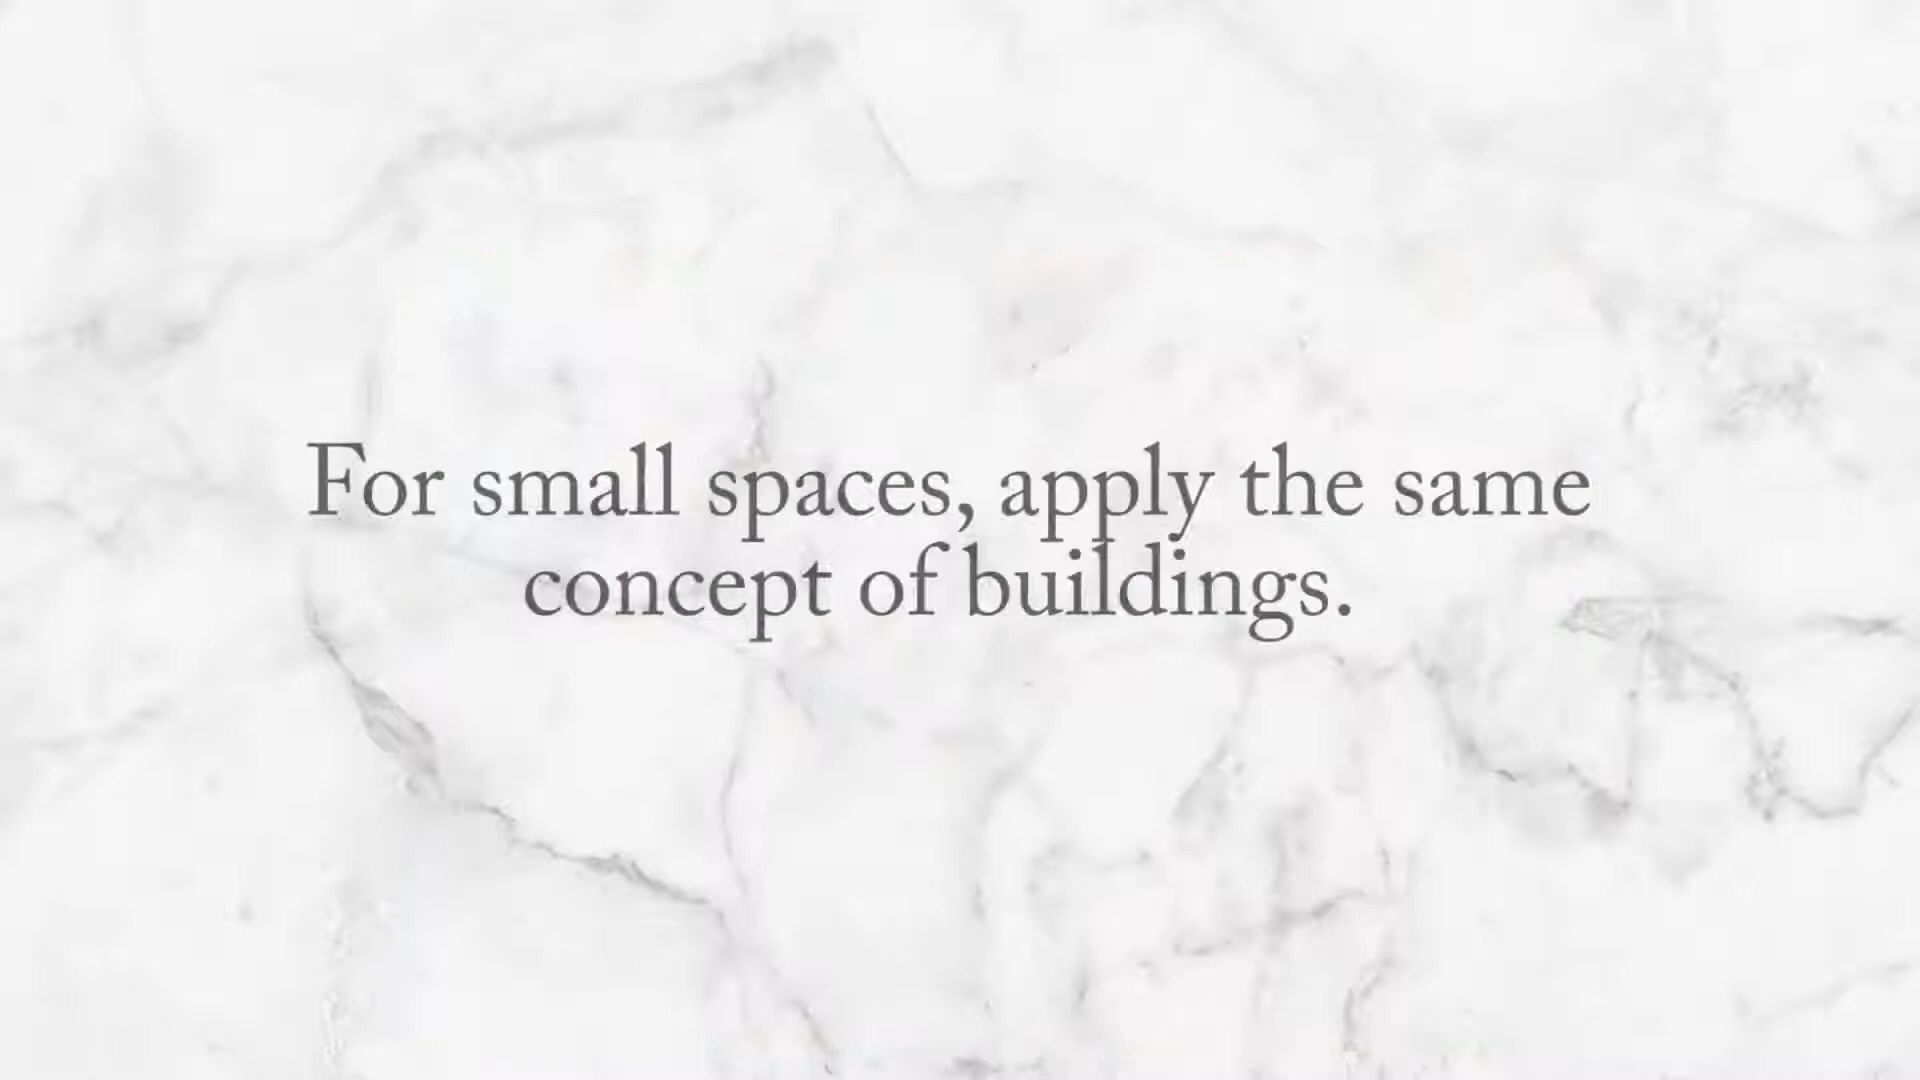 For small spaces, apply the same
concept of buildings.